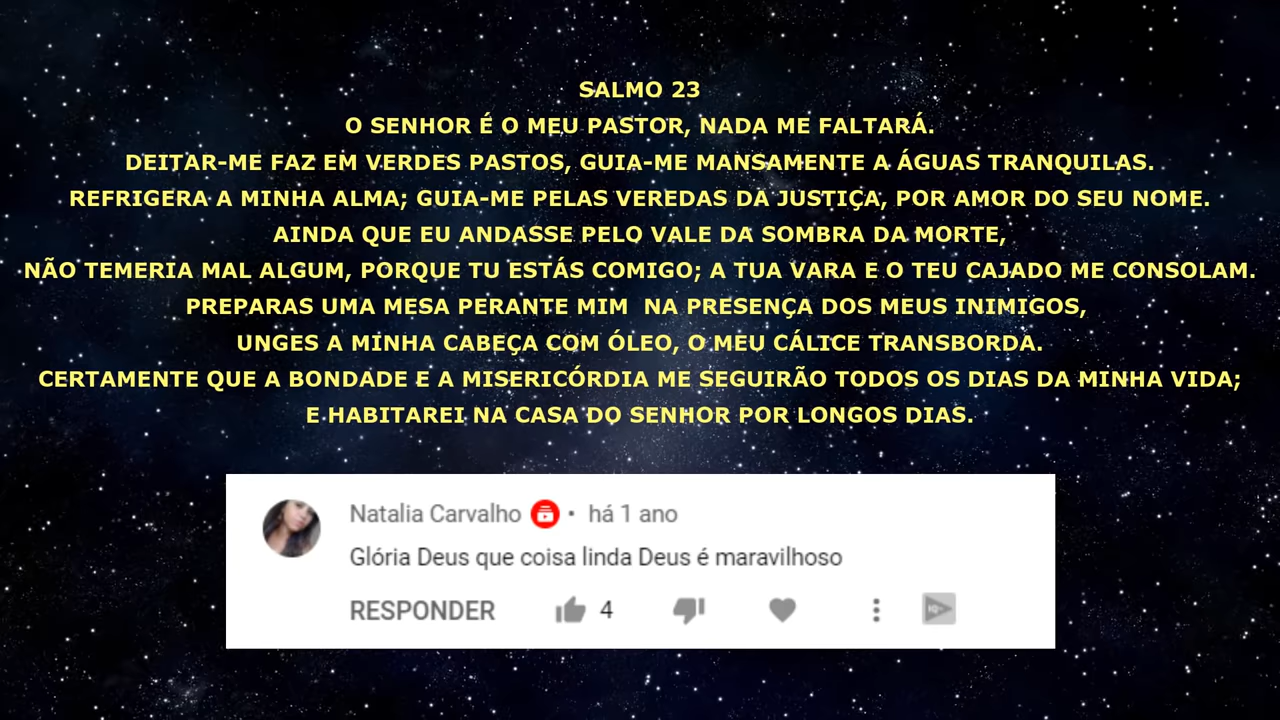 SALMO 23
O SENHOR É O MEU PASTOR, NADA ME FALTARÁ.
DEITAR-ME FAZ EM VERDES PASTOS, GUIA-ME MANSAMENTE A ÁGUAS TRANQUILAS.
REFRIGERA A MINHA ALMA; GUIA-ME PELAS VEREDAS DA JUSTIÇA, POR AMOR DO SEU NOME.
AINDA QUE EU ANDASSE PELO VALE DA SOMBRA DA MORTE,
NÃO TEMERIA MAL ALGUM, PORQUE TU ESTÁS COMIGO; A TUA VARA E O TEU CAJADO ME CONSOLAM.
PREPARAS UMA MESA PERANTE MIM  NA PRESENÇA DOS MEUS INIMIGOS,
UNGES A MINHA CABEÇA COM ÓLEO, O MEU CÁLICE TRANSBORDA.
CERTAMENTE QUE A BONDADE E A MISERICÓRDIA ME SEGUIRÃO TODOS OS DIAS DA MINHA VIDA;
E HABITAREI NA CASA DO SENHOR POR LONGOS DIAS.
Natalia Carvalho • há 1 ano
Glória Deus que coisa linda Deus é maravilhoso
RESPONDER 4